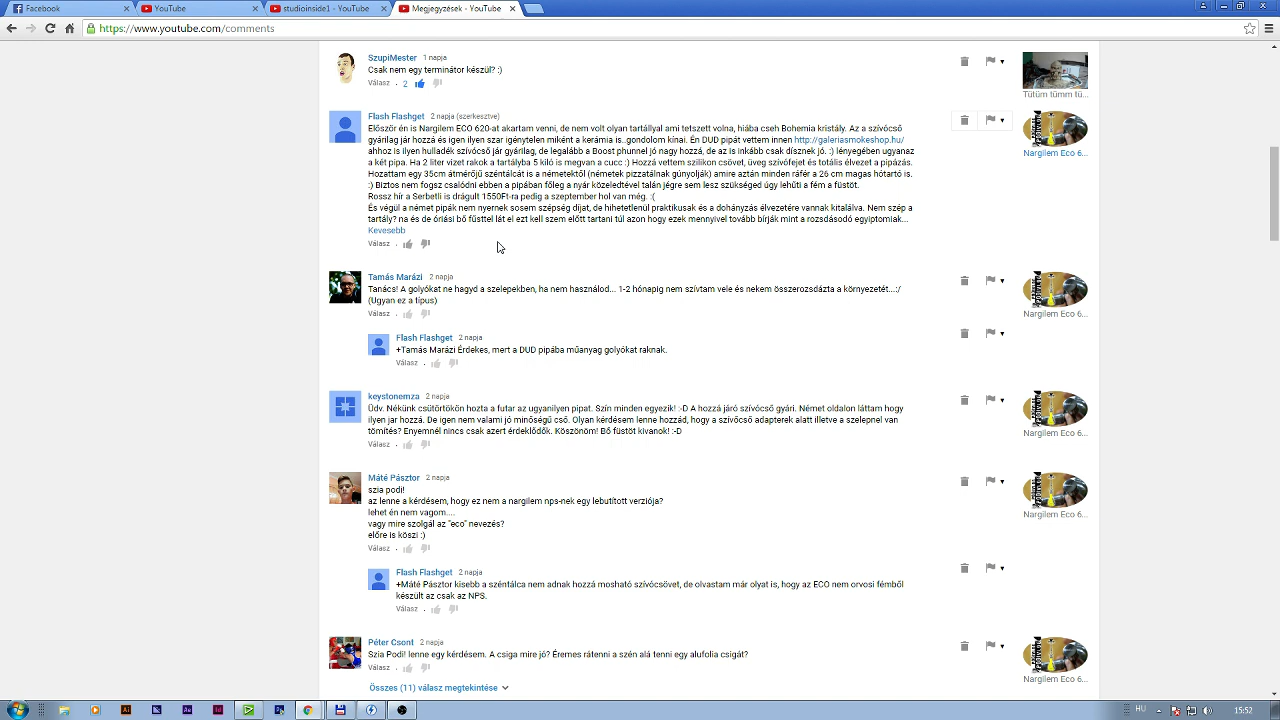 Facebook
YouTube
studioinside1 - YouTube
Megjegyzések - YouTube
https://www.youtube.com/comments
SzupiMester 1 napja
Csak nem egy terminátor készül? :)
Válasz . 2
Tütüm tümm tü...
Flash Flashget 2 napja (szerkesztve)
Először én is Nargilem ECO 620-at akartam venni, de nem volt olyan tartállyal ami tetszett volna, hiába cseh Bohemia kristály. Az a szívócső
gyárilag jár hozzá és igen ilyen szar igénytelen miként a kerámia is .gondolom kínai. Én DUD pipát vettem innen http://galeriasmokeshop.hu/
ahhoz is ilyen hulladék szívócső jár gyárilag, de legalább a Boost phunnel jó nagy hozzá, de az is inkább csak dísznek jó. :) lényegében ugyanaz
a két pipa. Ha 2 liter vizet rakok a tartályba 5 kiló is megvan a cucc :) Hozzá vettem szilikon csövet, üveg szívófejet és totális élvezet a pipázás.
Hozattam egy 35cm átmérőjű széntálcát is a németektől (németek pizzatálnak gúnyolják) amire aztán minden ráfér a 26 cm magas hótartó is.
:) Biztos nem fogsz csalódni ebben a pipában főleg a nyár közeledtével talán jégre sem lesz szükséged úgy lehűti a fém a füstöt.
Rossz hír a Serbetli is drágult 1550Ft-ra pedig a szeptember hol van még. :(
És végül a német pipák nem nyernek sosem szépség díjat, de hihetetlenül praktikusak és a dohányzás élvezetére vannak kitalálva. Nem szép a
tartály? na és de óriási bő füsttel lát el ezt kell szem előtt tartani túl azon hogy ezek mennyivel tovább bírják mint a rozsdásodó egyiptomiak...
Kevesebb
Válasz .
Nargilem Eco 6...
Tamás Marázi 2 napja
Tanács! A golyókat ne hagyd a szelepekben, ha nem használod... 1-2 hónapig nem szívtam vele és nekem összerozsdázta a környezetét...:/
(Ugyan ez a típus)
Válasz .
Nargilem Eco 6...
Flash Flashget 2 napja
+Tamás Marázi Érdekes, mert a DUD pipába műanyag golyókat raknak.
Válasz .
keystonemza 2 napja
Üdv. Nékünk csütörtökön hozta a futar az ugyanilyen pipat. Szín minden egyezik! :-D A hozzá járó szívócső gyári. Német oldalon láttam hogy
ilyen jar hozzá. De igen nem valami jó minőségű cső. Olyan kérdésem lenne hozzád, hogy a szívócső adapterek alatt illetve a szelepnel van
tömítés? Enyemnél nincs csak azert érdeklődők. Köszönöm! Bő füstöt kivanok! :-D
Válasz .
Nargilem Eco 6...
Máté Pásztor 2 napja
szia podi!
az lenne a kérdésem, hogy ez nem a nargilem nps-nek egy lebutított verziója?
lehet én nem vagom....
vagy mire szolgál az "eco" nevezés?
előre is köszi :)
Válasz .
Nargilem Eco 6...
Flash Flashget 2 napja
+Máté Pásztor kisebb a széntálca nem adnak hozzá mosható szívócsövet, de olvastam már olyat is, hogy az ECO nem orvosi fémből
készült az csak az NPS.
Válasz .
Péter Csont 2 napja
Szia Podi! lenne egy kérdésem. A csiga mire jó? Éremes rátenni a szén alá tenni egy alufolia csigát?
Válasz .
Nargilem Eco 6...
Összes (11) válasz megtekintése
HU
15:52